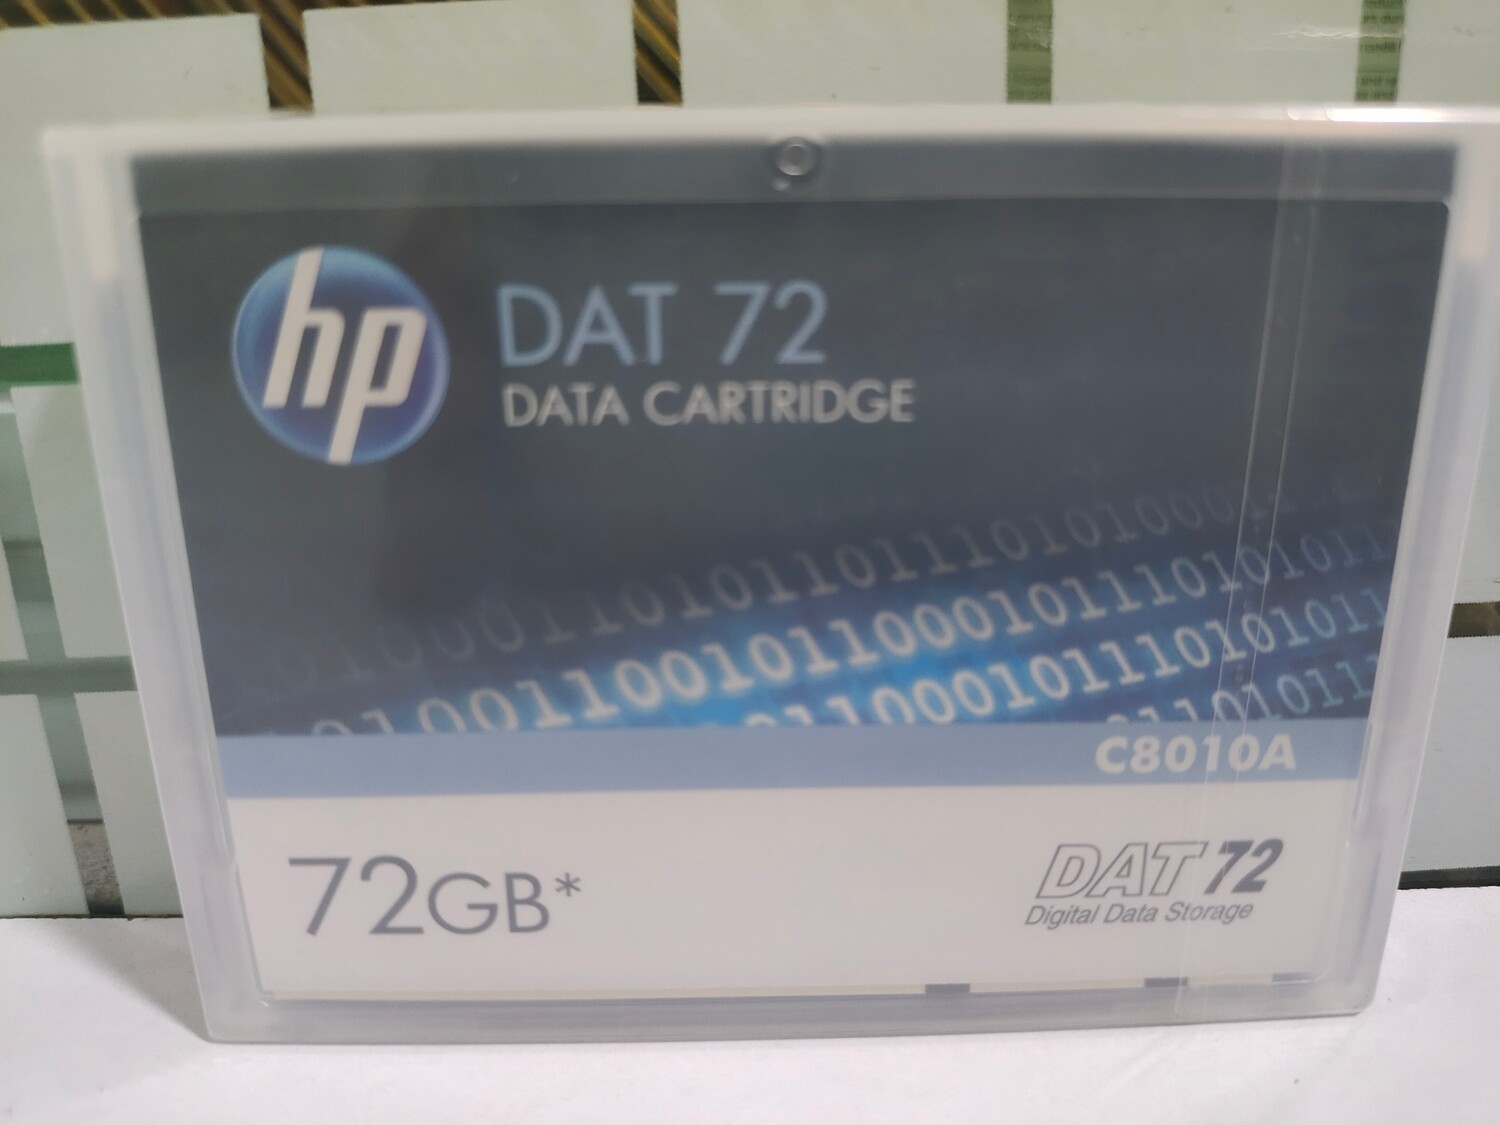 hp
DAT 72
DATA CARTRIDGE
C8010A
72GB*
DAT 72
Digital Data Storage